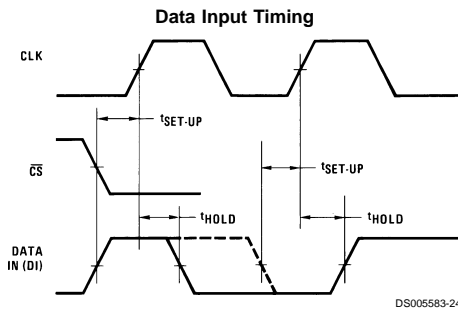 Data Input Timing
CLK
tSET-UP
CS
tSET-UP
tHOLD
tHOLD
DATA
IN (DI)
DS005583-24